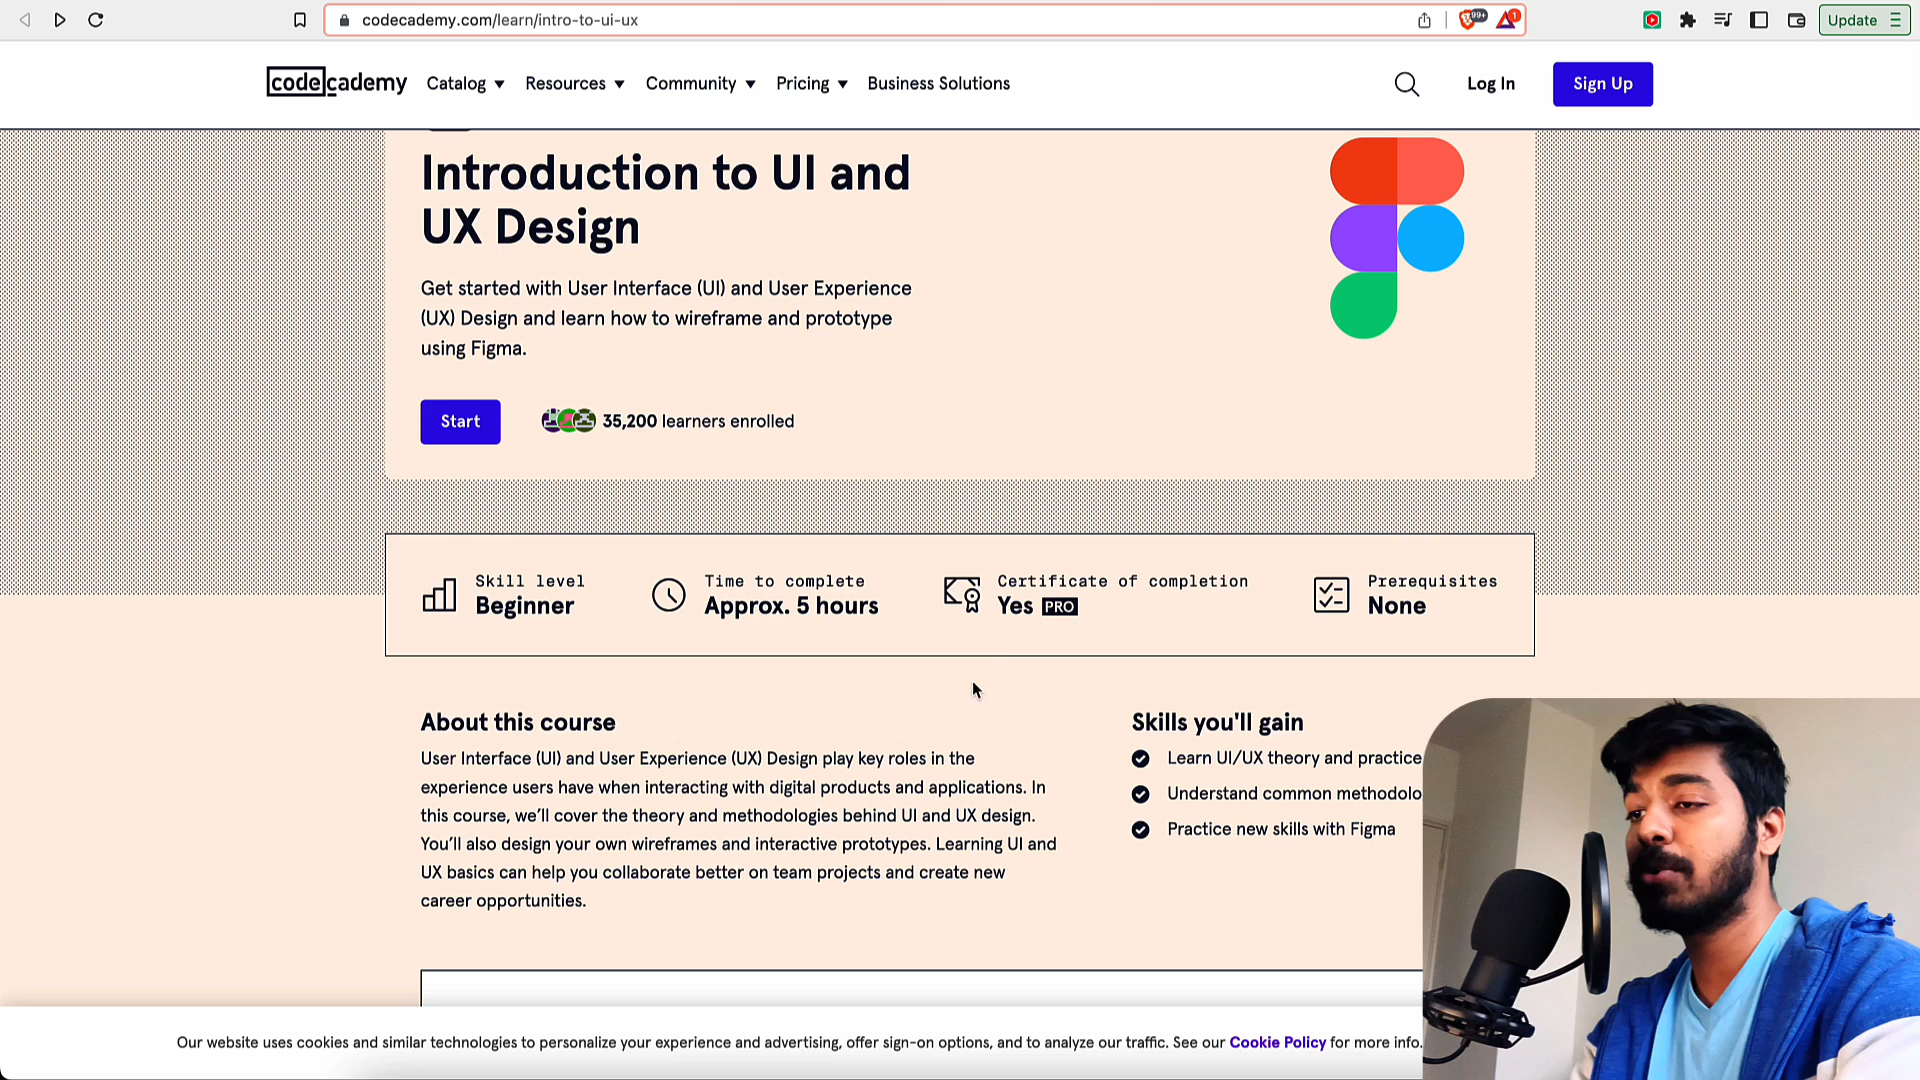 codecademy.com/learn/intro-to-ui-ux
99+
1
Update
codecademy
Catalog
Resources
Community
Pricing
Business Solutions
Log In
Sign Up
Introduction to UI and
UX Design
Get started with User Interface (UI) and User Experience
(UX) Design and learn how to wireframe and prototype
using Figma.
Start
35,200 learners enrolled
Skill level
Beginner
Time to complete
Approx. 5 hours
Certificate of completion
Yes PRO
Prerequisites
None
About this course
User Interface (UI) and User Experience (UX) Design play key roles in the
experience users have when interacting with digital products and applications. In
this course, we'll cover the theory and methodologies behind UI and UX design.
You'll also design your own wireframes and interactive prototypes. Learning UI and
UX basics can help you collaborate better on team projects and create new
career opportunities.
Skills you'll gain
Learn UI/UX theory and practice
Understand common methodolo
Practice new skills with Figma
Our website uses cookies and similar technologies to personalize your experience and advertising, offer sign-on options, and to analyze our traffic. See our Cookie Policy for more info.